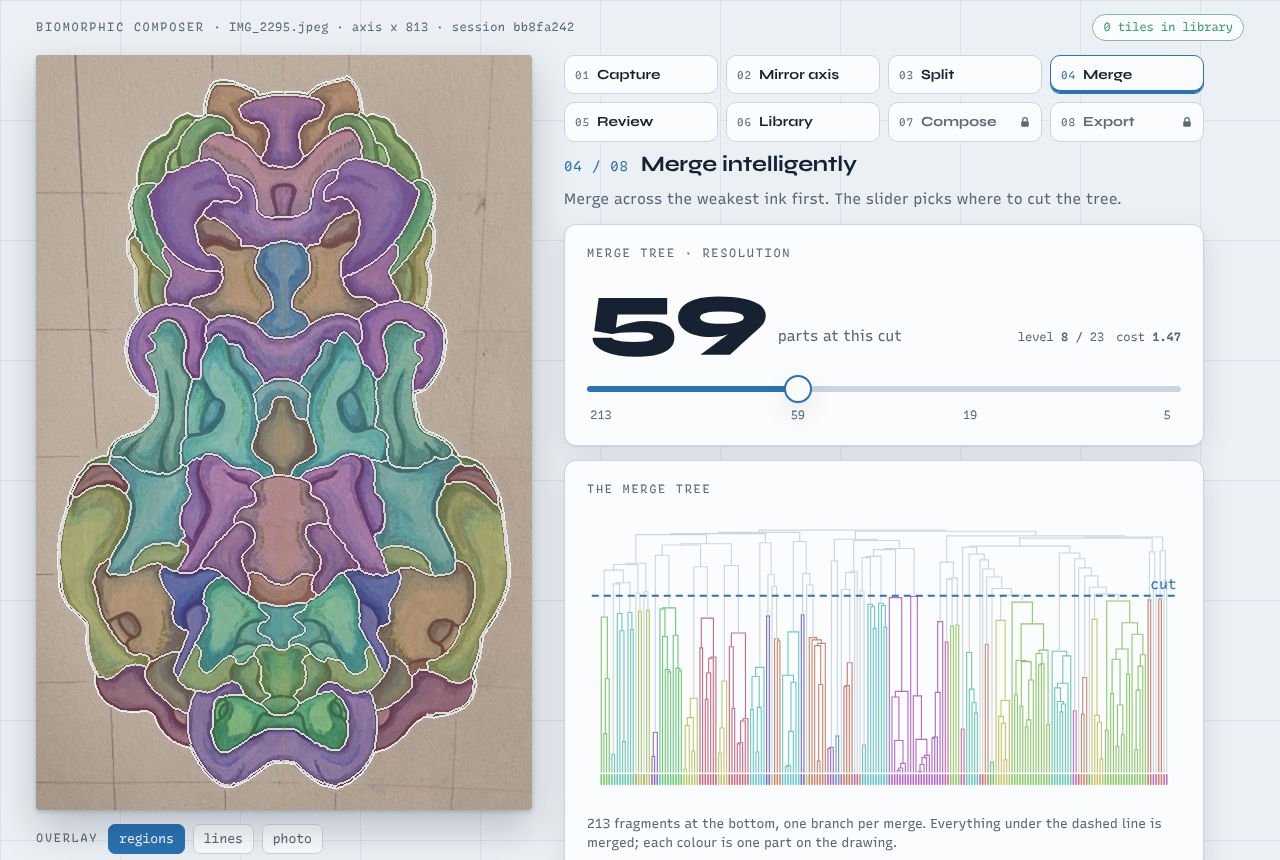 BIOMORPHIC COMPOSER · IMG_2295.jpeg · axis x 813 · session bb8fa242
0 tiles in library
01 Capture
02 Mirror axis
03 Split
04 Merge
05 Review
06 Library
07 Compose
08 Export
04 / 08 Merge intelligently
Merge across the weakest ink first. The slider picks where to cut the tree.
MERGE TREE · RESOLUTION
59 parts at this cut
level 8 / 23 cost 1.47
213 59 19 5
THE MERGE TREE
cut
213 fragments at the bottom, one branch per merge. Everything under the dashed line is
merged; each colour is one part on the drawing.
OVERLAY regions lines photo